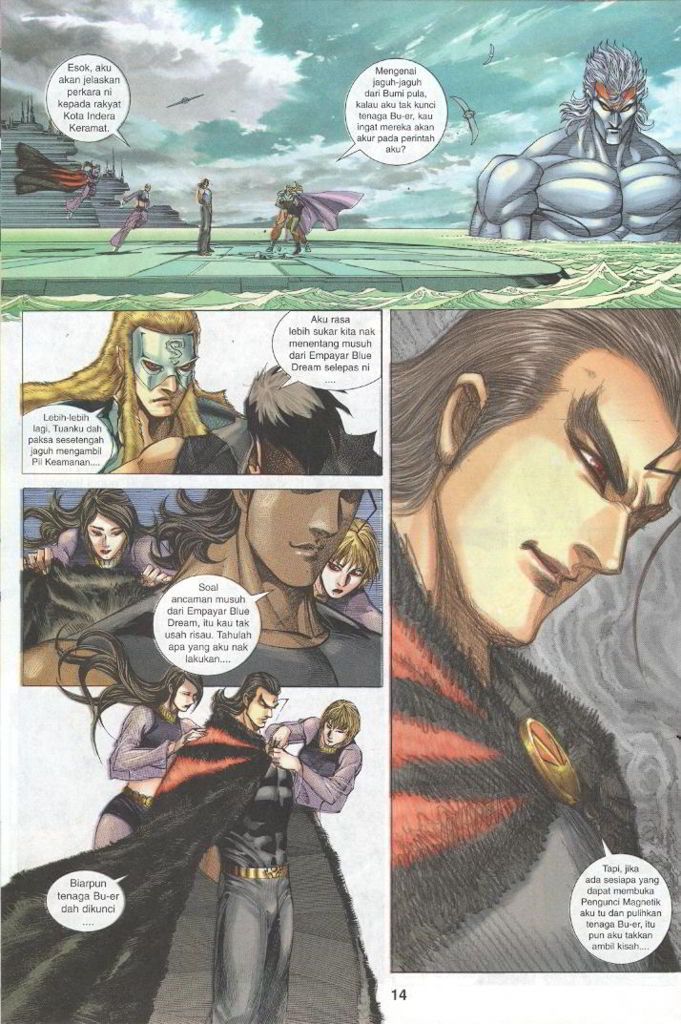 Esok, aku
akan jelaskan
perkara ni
kepada rakyat
Kota Indera
Keramat.
Mengenai
jaguh-jaguh
dari Bumi pula,
kalau aku tak kunci
tenaga Bu-er, kau
ingat mereka akan
akur pada perintah
aku?
Aku rasa
lebih sukar kita nak
menentang musuh
dari Empayar Blue
Dream selepas ni
....
Lebih-lebih
lagi, Tuanku dah
paksa sesetengah
jaguh mengambil
Pil Keamanan....
Soal
ancaman musuh
dari Empayar Blue
Dream, itu kau tak
usah risau. Tahulah
apa yang aku nak
lakukan....
Biarpun
tenaga Bu-er
dah dikunci
....
Tapi, jika
ada sesiapa yang
dapat membuka
Pengunci Magnetik
aku tu dan pulihkan
tenaga Bu-er, itu
pun aku takkan
ambil kisah....
14